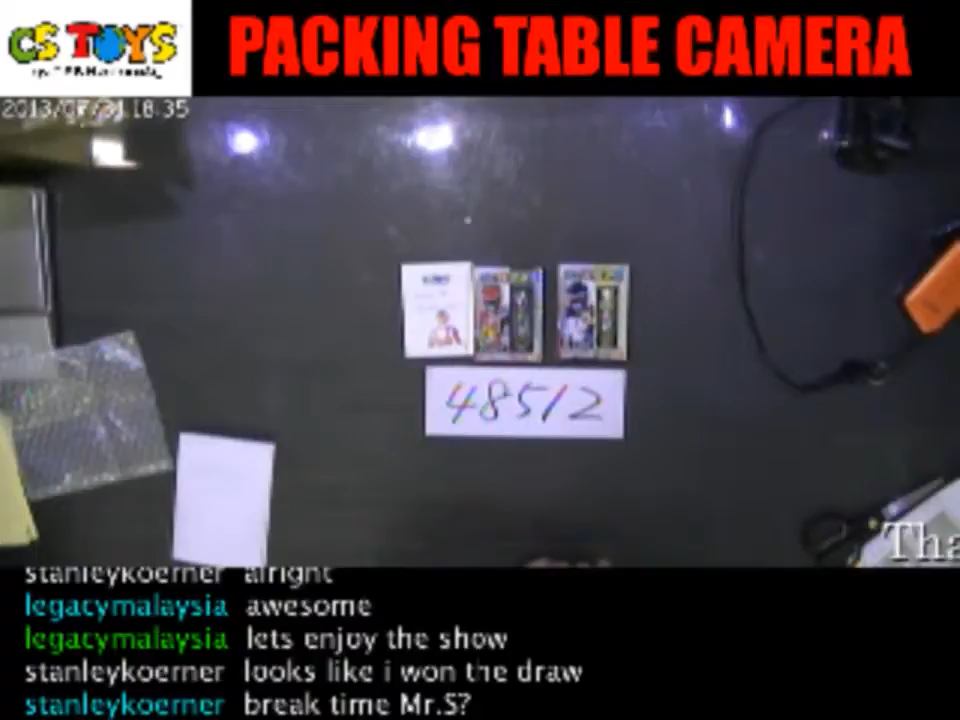 CS TOYS
PACKING TABLE CAMERA
48512
Tha
stanleykoerner alright
legacymalaysia awesome
legacymalaysia lets enjoy the show
stanleykoerner looks like i won the draw
stanleykoerner break time Mr.S?